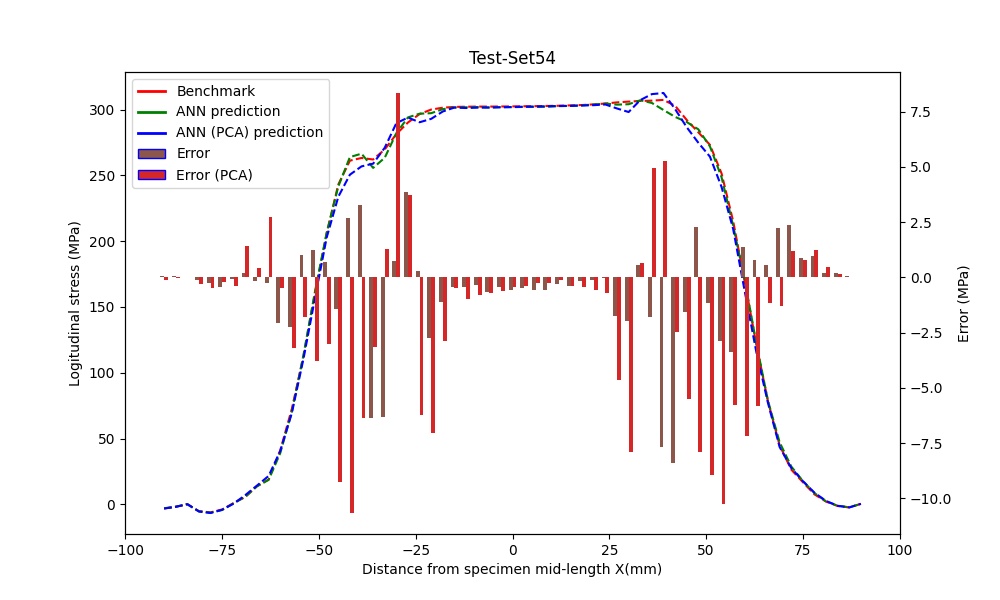 Test-Set54
Benchmark
ANN prediction
ANN (PCA) prediction
Error
Error (PCA)
300
250
200
150
100
50
0
Logitudinal stress (MPa)
7.5
5.0
2.5
0.0
−2.5
−5.0
−7.5
−10.0
Error (MPa)
−100 −75 −50 −25 0 25 50 75 100
Distance from specimen mid-length X(mm)